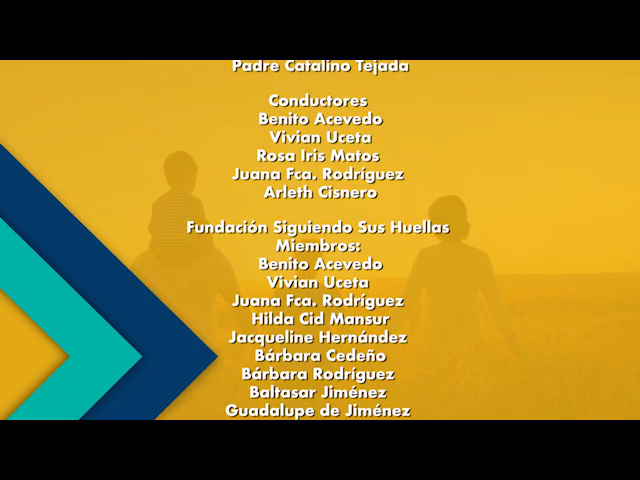 Padre Catalino Tejada
Conductores
Benito Acevedo
Vivian Uceta
Rosa Iris Matos
Juana Fca. Rodríguez
Arleth Cisnero
Fundación Siguiendo Sus Huellas
Miembros:
Benito Acevedo
Vivian Uceta
Juana Fca. Rodríguez
Hilda Cid Mansur
Jacqueline Hernández
Bárbara Cedeño
Bárbara Rodríguez
Baltasar Jiménez
Guadalupe de Jiménez